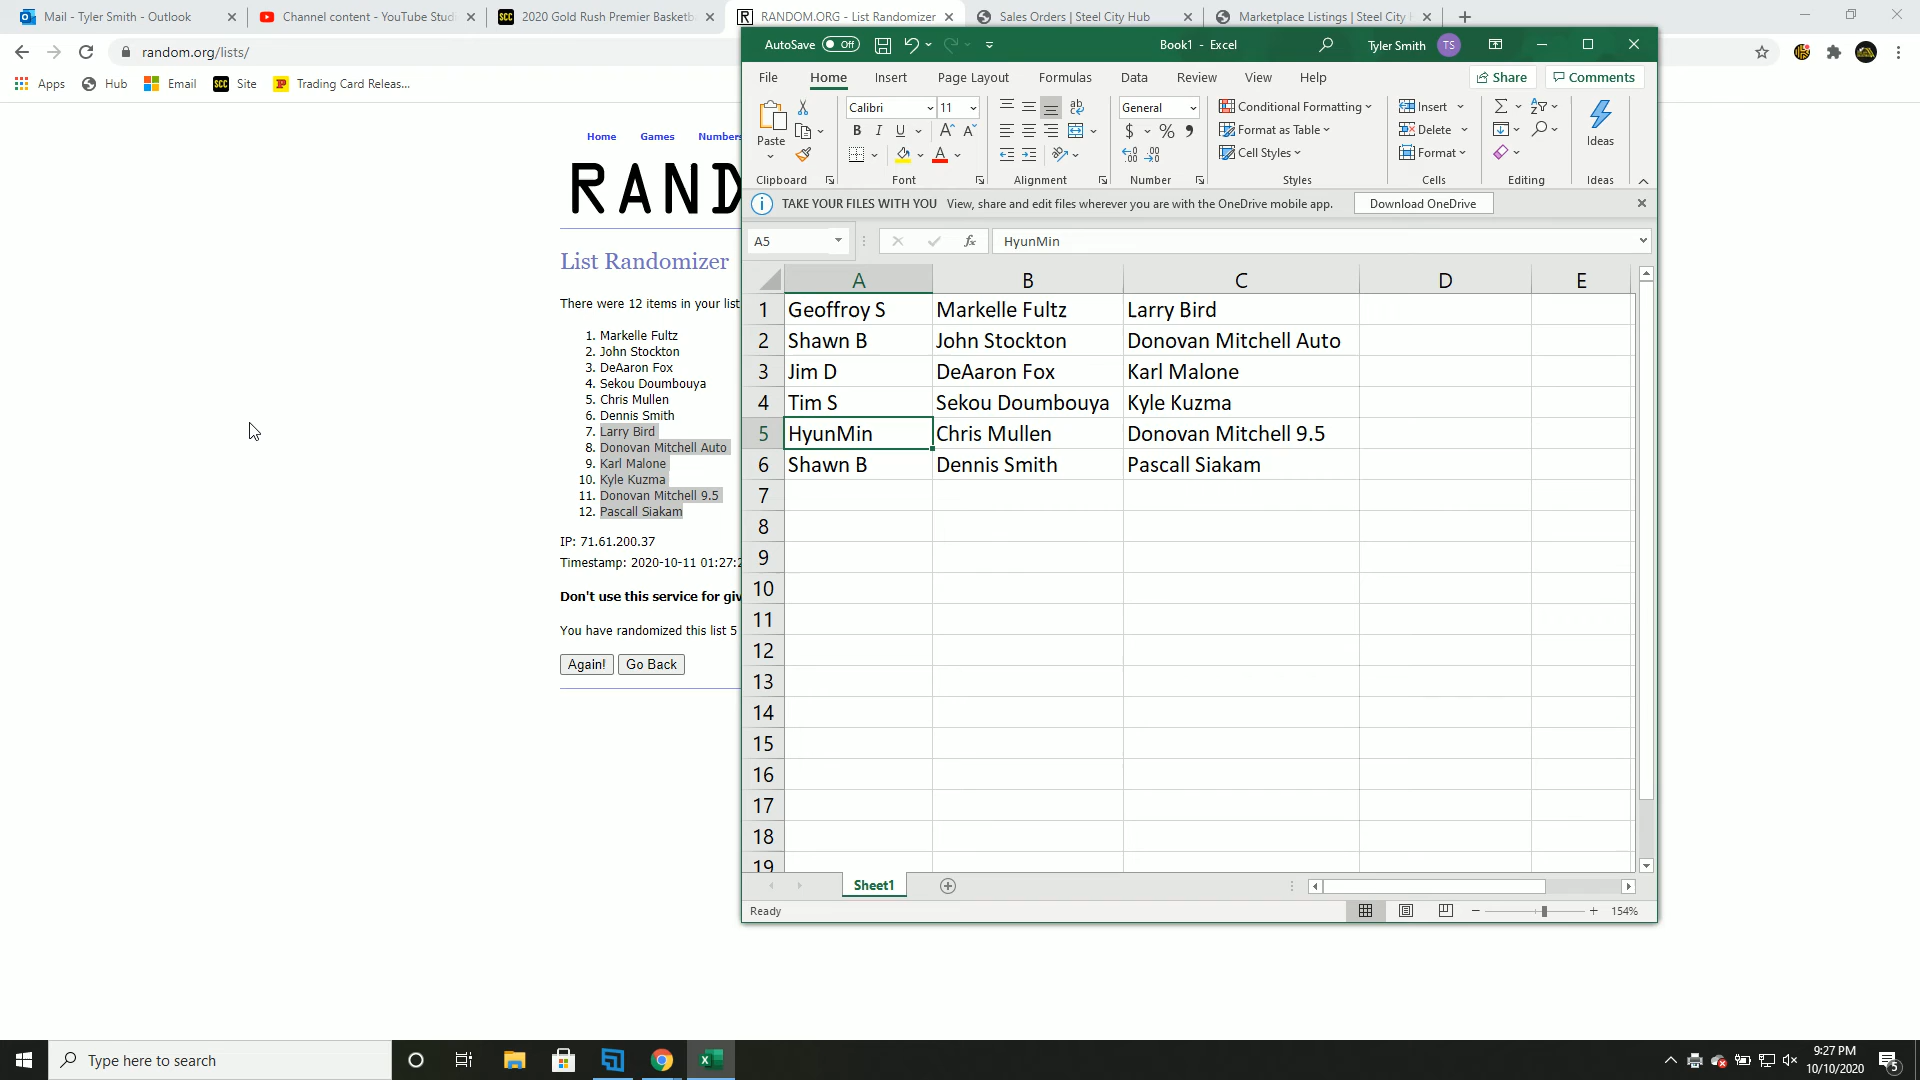 Mail - Tyler Smith - Outlook
Channel content - YouTube Studi
2020 Gold Rush Premier Basketb
RANDOM.ORG - List Randomizer
Sales Orders | Steel City Hub
Marketplace Listings | Steel City
random.org/lists/
Apps
Hub
Email
Site
Trading Card Releas...
Home
Games
Numbers
RAND
List Randomizer
There were 12 items in your list
1. Markelle Fultz
2. John Stockton
3. DeAaron Fox
4. Sekou Doumbouya
5. Chris Mullen
6. Dennis Smith
7. Larry Bird
8. Donovan Mitchell Auto
9. Karl Malone
10. Kyle Kuzma
11. Donovan Mitchell 9.5
12. Pascall Siakam
IP: 71.61.200.37
Timestamp: 2020-10-11 01:27:2
Don't use this service for giv
You have randomized this list 5
Again!
Go Back
AutoSave Off
Book1 - Excel
Tyler Smith TS
File Home Insert Page Layout Formulas Data Review View Help
Share
Comments
Paste
Clipboard
Calibri 11
B I U
Font
Alignment
General
Number
Conditional Formatting
Format as Table
Cell Styles
Styles
Insert
Delete
Format
Cells
Editing
Ideas
Ideas
TAKE YOUR FILES WITH YOU View, share and edit files wherever you are with the OneDrive mobile app.
Download OneDrive
A5
fx
HyunMin
A B C D E
1 Geoffroy S Markelle Fultz Larry Bird
2 Shawn B John Stockton Donovan Mitchell Auto
3 Jim D DeAaron Fox Karl Malone
4 Tim S Sekou Doumbouya Kyle Kuzma
5 HyunMin Chris Mullen Donovan Mitchell 9.5
6 Shawn B Dennis Smith Pascall Siakam
7
8
9
10
11
12
13
14
15
16
17
18
19
Sheet1
Ready
154%
Type here to search
9:27 PM
10/10/2020
5